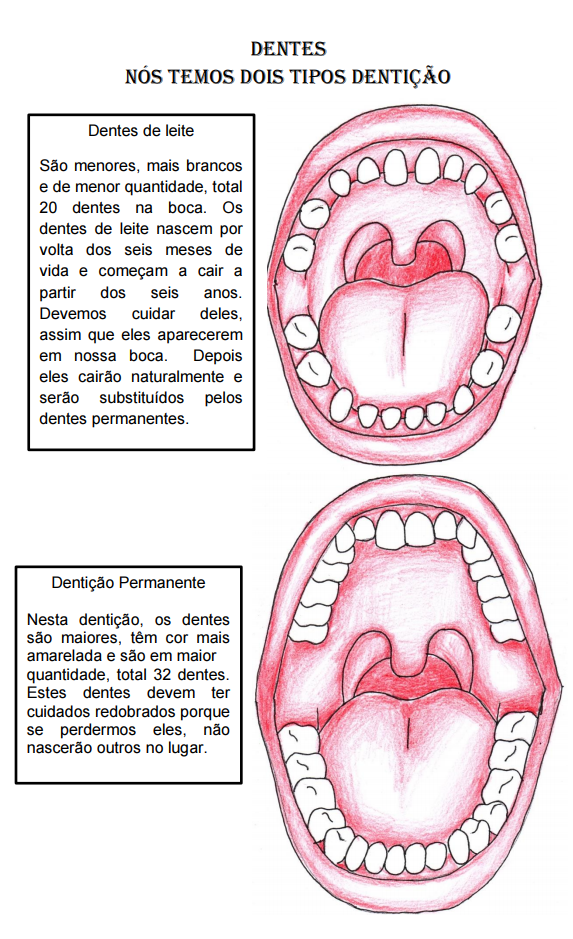 DENTES
NÓS TEMOS DOIS TIPOS DENTIÇÃO
Dentes de leite
São menores, mais brancos
e de menor quantidade, total
20 dentes na boca. Os
dentes de leite nascem por
volta dos seis meses de
vida e começam a cair a
partir dos seis anos.
Devemos cuidar deles,
assim que eles aparecerem
em nossa boca. Depois
eles cairão naturalmente e
serão substituídos pelos
dentes permanentes.
Dentição Permanente
Nesta dentição, os dentes
são maiores, têm cor mais
amarelada e são em maior
quantidade, total 32 dentes.
Estes dentes devem ter
cuidados redobrados porque
se perdermos eles, não
nascerão outros no lugar.